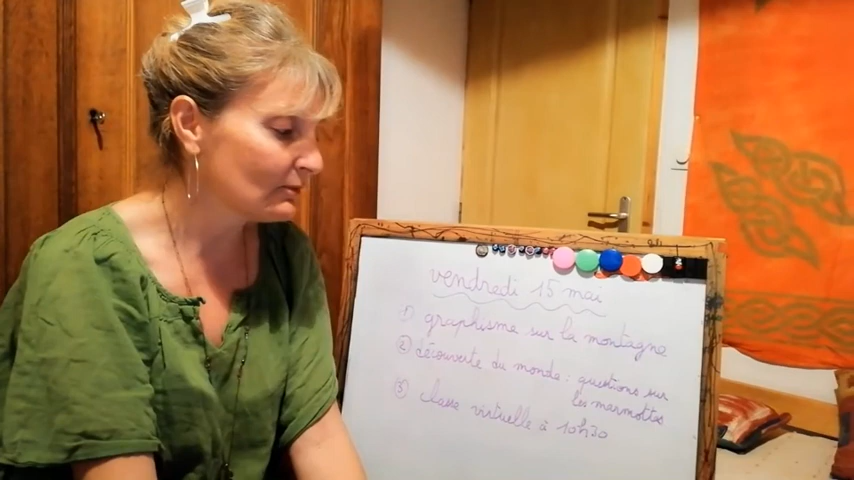 vendredi 15 mai
① graphisme sur la montagne
② découverte du monde : questions sur
les marmottes
③ classe virtuelle à 10h30